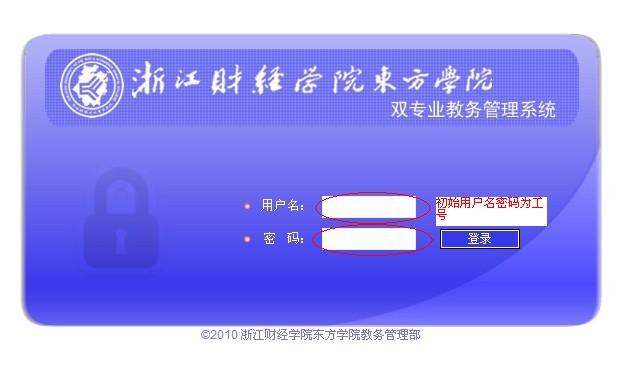 浙江财经学院东方学院
双专业教务管理系统
用户名：
初始用户名密码为工
号
密 码：
登录
©2010 浙江财经学院东方学院教务管理部